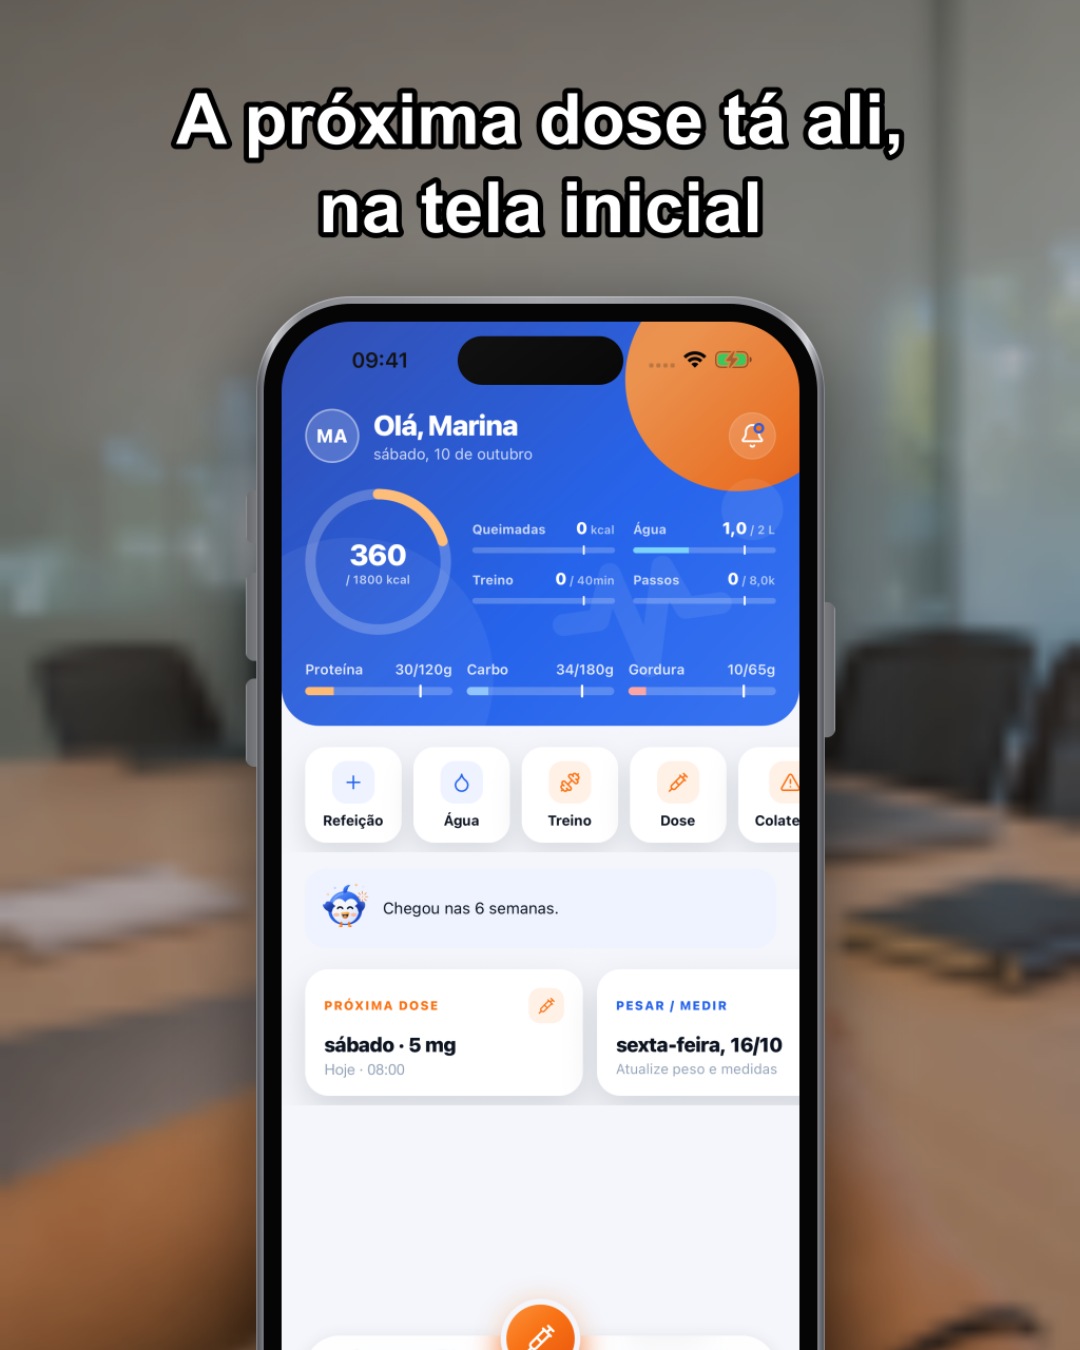 A próxima dose tá ali,
na tela inicial
09:41
MA
Olá, Marina
sábado, 10 de outubro
360
/ 1800 kcal
Queimadas 0 kcal
Água 1,0 / 2 L
Treino 0 / 40min
Passos 0 / 8,0k
Proteína 30/120g
Carbo 34/180g
Gordura 10/65g
Refeição
Água
Treino
Dose
Colate
Chegou nas 6 semanas.
PRÓXIMA DOSE
sábado · 5 mg
Hoje · 08:00
PESAR / MEDIR
sexta-feira, 16/10
Atualize peso e medidas